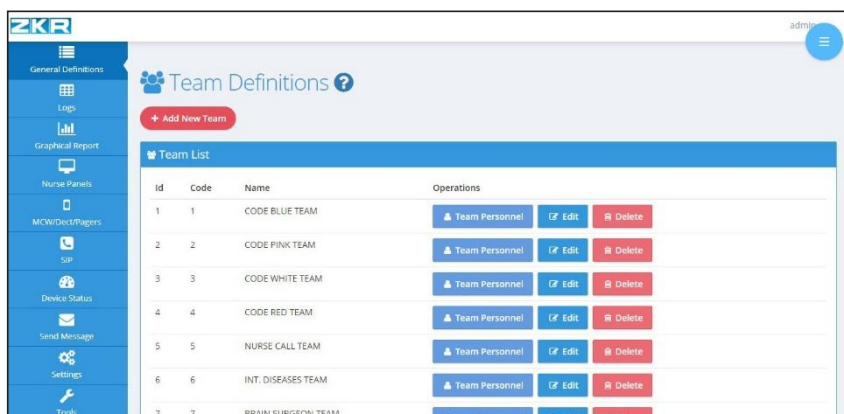 ZKR
admin
General Definitions
Logs
Graphical Report
Nurse Panels
MCW/Dect/Pagers
SIP
Device Status
Send Message
Settings
Tools
Team Definitions ?
+ Add New Team
Team List
Id Code Name Operations
1 1 CODE BLUE TEAM Team Personnel Edit Delete
2 2 CODE PINK TEAM Team Personnel Edit Delete
3 3 CODE WHITE TEAM Team Personnel Edit Delete
4 4 CODE RED TEAM Team Personnel Edit Delete
5 5 NURSE CALL TEAM Team Personnel Edit Delete
6 6 INT. DISEASES TEAM Team Personnel Edit Delete
7 7 BRAIN SURGEON TEAM